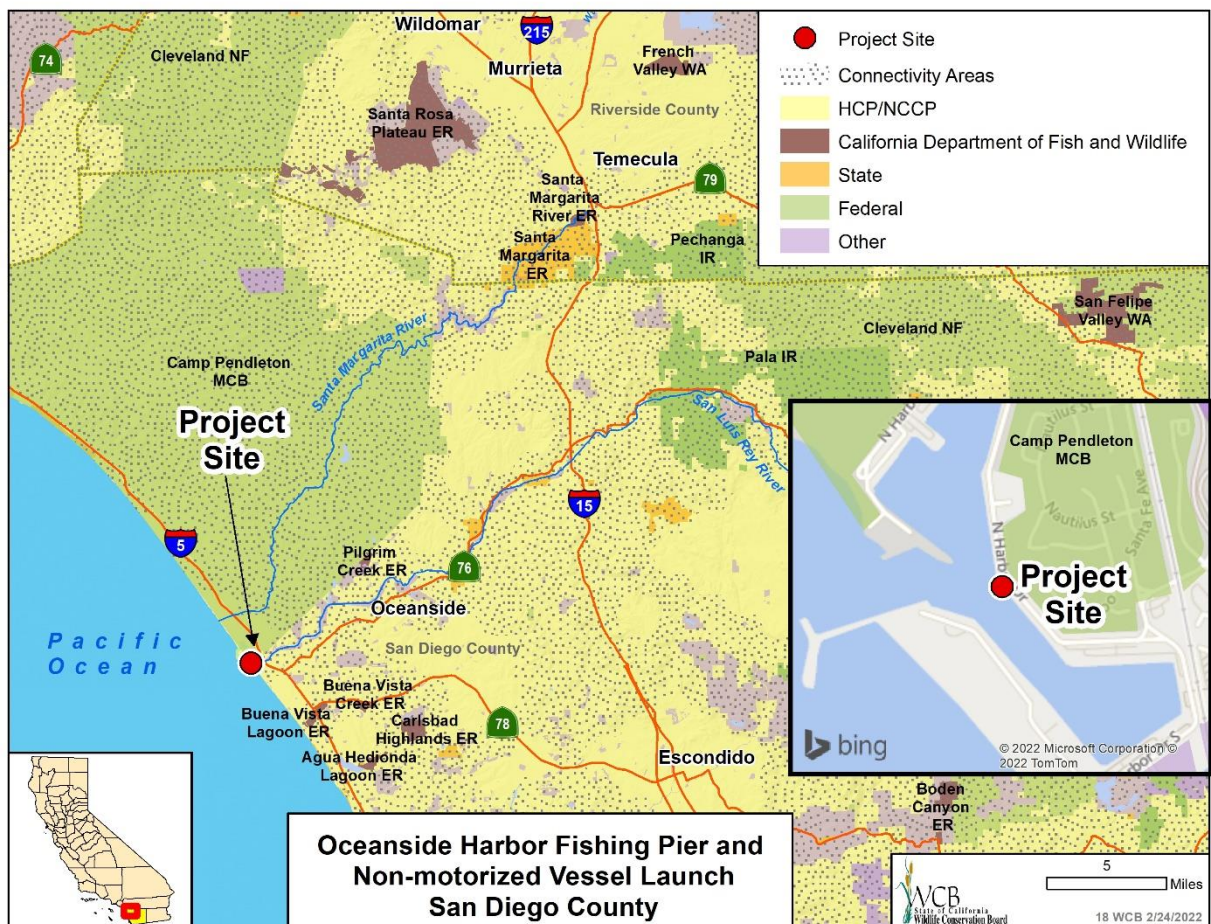 Wildomar
215
74
Cleveland NF
Murrieta
French
Valley WA
Riverside County
Santa Rosa
Plateau ER
Temecula
79
Santa
Margarita
River ER
Santa
Margarita
ER
Pechanga
IR
Project Site
Connectivity Areas
HCP/NCCP
California Department of Fish and Wildlife
State
Federal
Other
San Felipe
Valley WA
Cleveland NF
Pala IR
Santa Margarita River
Camp Pendleton
MCB
Project
Site
San Luis Rey River
15
5
Pilgrim
Creek ER
76
Oceanside
Pacific
Ocean
San Diego County
Buena Vista
Creek ER
Buena Vista
Lagoon ER
Carlsbad
Highlands ER
78
Agua Hedionda
Lagoon ER
Escondido
N Harbor
Camp Pendleton
MCB
Nautilus St
Santa Fe Ave
N Harbor Dr
Project
Site
bing
© 2022 Microsoft Corporation ©
2022 TomTom
Boden
Canyon
ER
Oceanside Harbor Fishing Pier and
Non-motorized Vessel Launch
San Diego County
WCB
State of California
Wildlife Conservation Board
5
Miles
18 WCB 2/24/2022